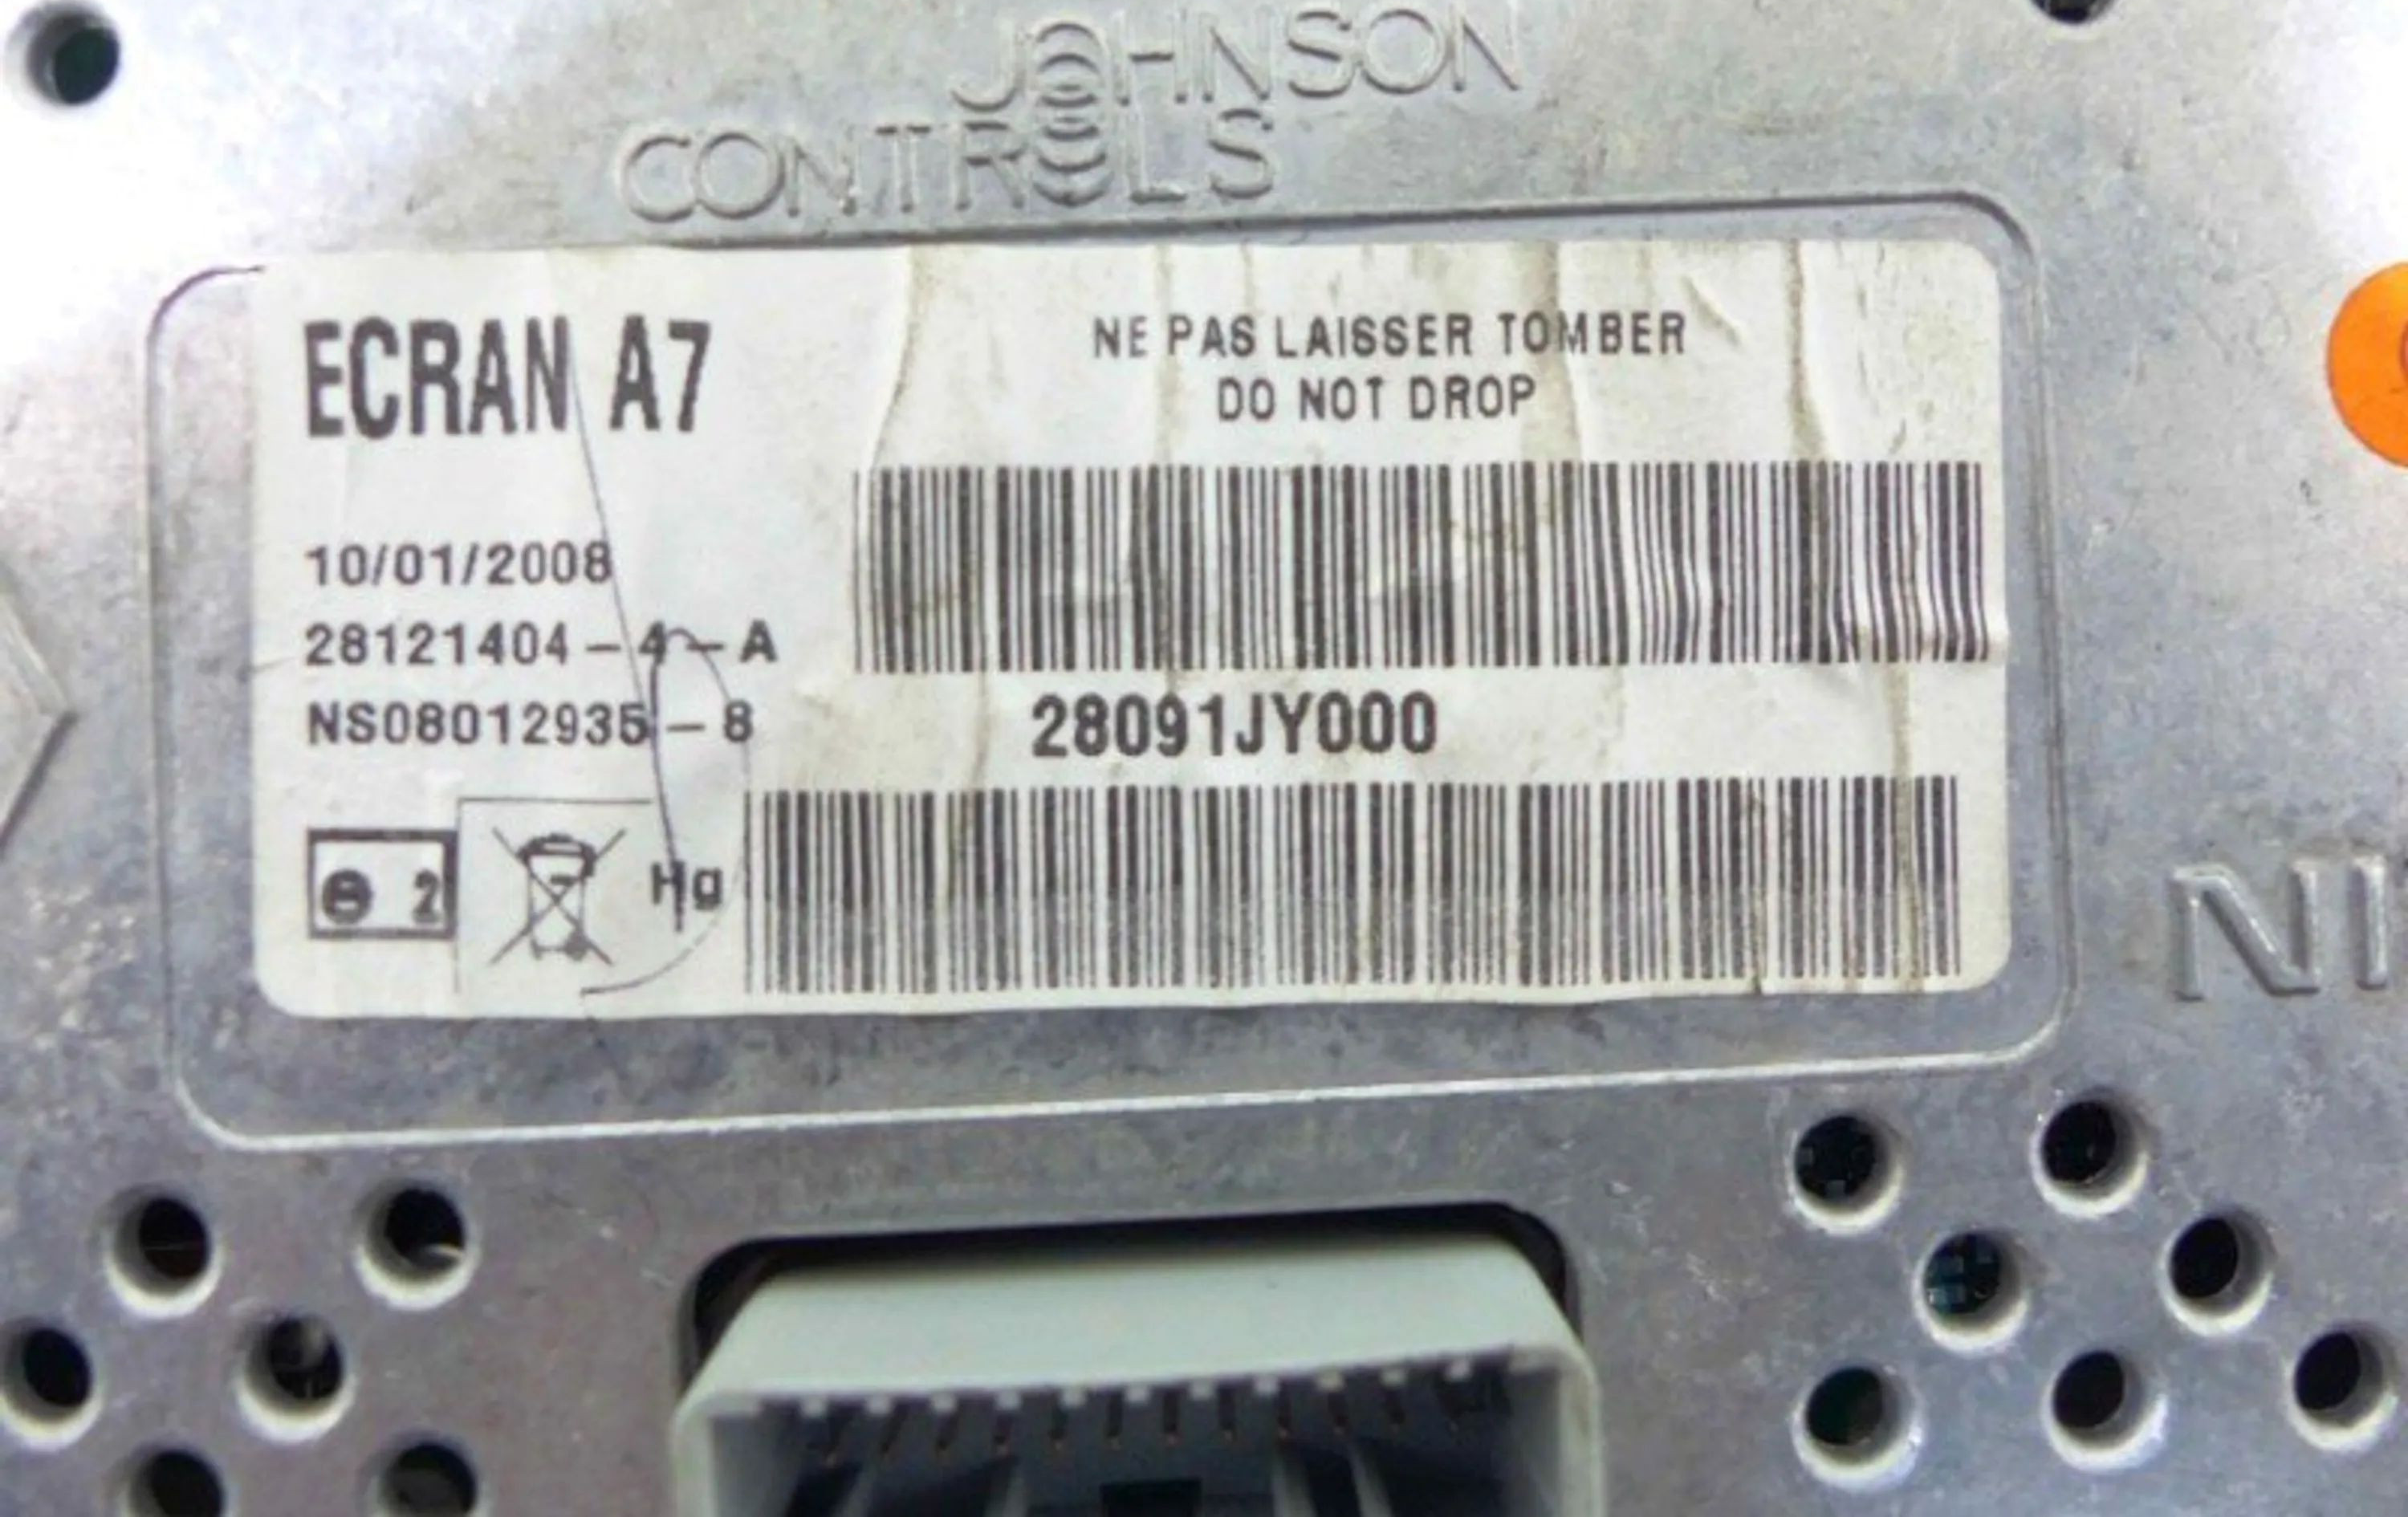 JOHNSON
CONTROLS
ECRAN A7
NE PAS LAISSER TOMBER
DO NOT DROP
10/01/2008
28121404-4-A
NS08012935-8
28091JY000
2
Hg